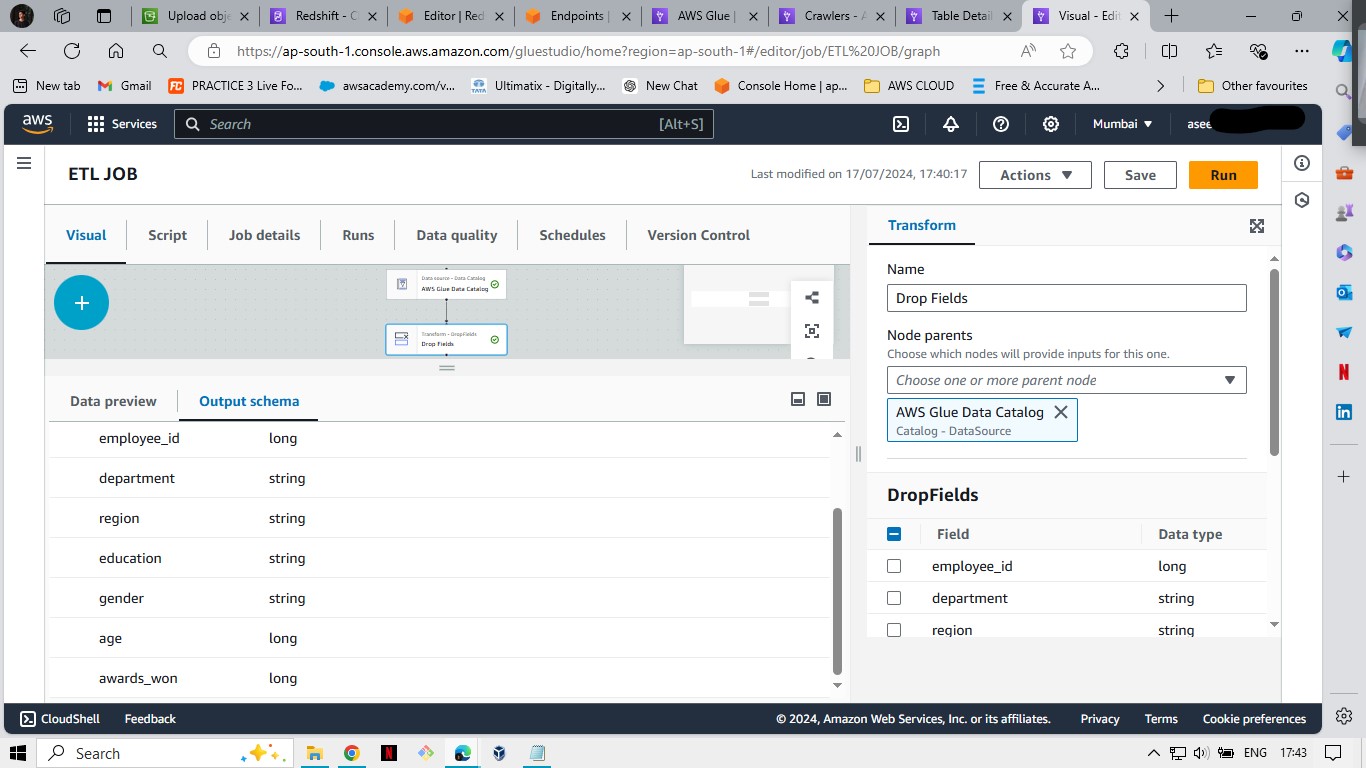 Upload obje
Redshift - C
Editor | Red
Endpoints |
AWS Glue |
Crawlers - A
Table Detail
Visual - Edit
https://ap-south-1.console.aws.amazon.com/gluestudio/home?region=ap-south-1#/editor/job/ETL%20JOB/graph
New tab
Gmail
PRACTICE 3 Live Fo...
awsacademy.com/v...
Ultimatix - Digitally...
New Chat
Console Home | ap...
AWS CLOUD
Free & Accurate A...
Other favourites
aws
Services
Search
[Alt+S]
Mumbai
asee
ETL JOB
Last modified on 17/07/2024, 17:40:17
Actions
Save
Run
Visual
Script
Job details
Runs
Data quality
Schedules
Version Control
Data source - Data Catalog
AWS Glue Data Catalog
Transform - DropFields
Drop Fields
Data preview
Output schema
employee_id long
department string
region string
education string
gender string
age long
awards_won long
Transform
Name
Drop Fields
Node parents
Choose which nodes will provide inputs for this one.
Choose one or more parent node
AWS Glue Data Catalog
Catalog - DataSource
DropFields
Field Data type
employee_id long
department string
region string
CloudShell
Feedback
© 2024, Amazon Web Services, Inc. or its affiliates.
Privacy
Terms
Cookie preferences
Search
ENG
17:43